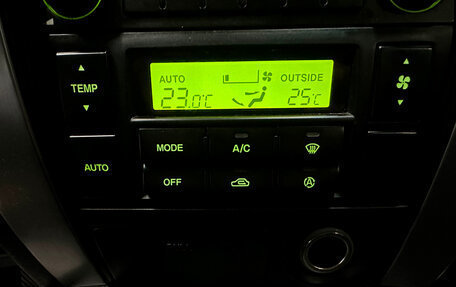 AUTO OUTSIDE
23.0°C 25°C
TEMP
MODE A/C
AUTO
OFF A